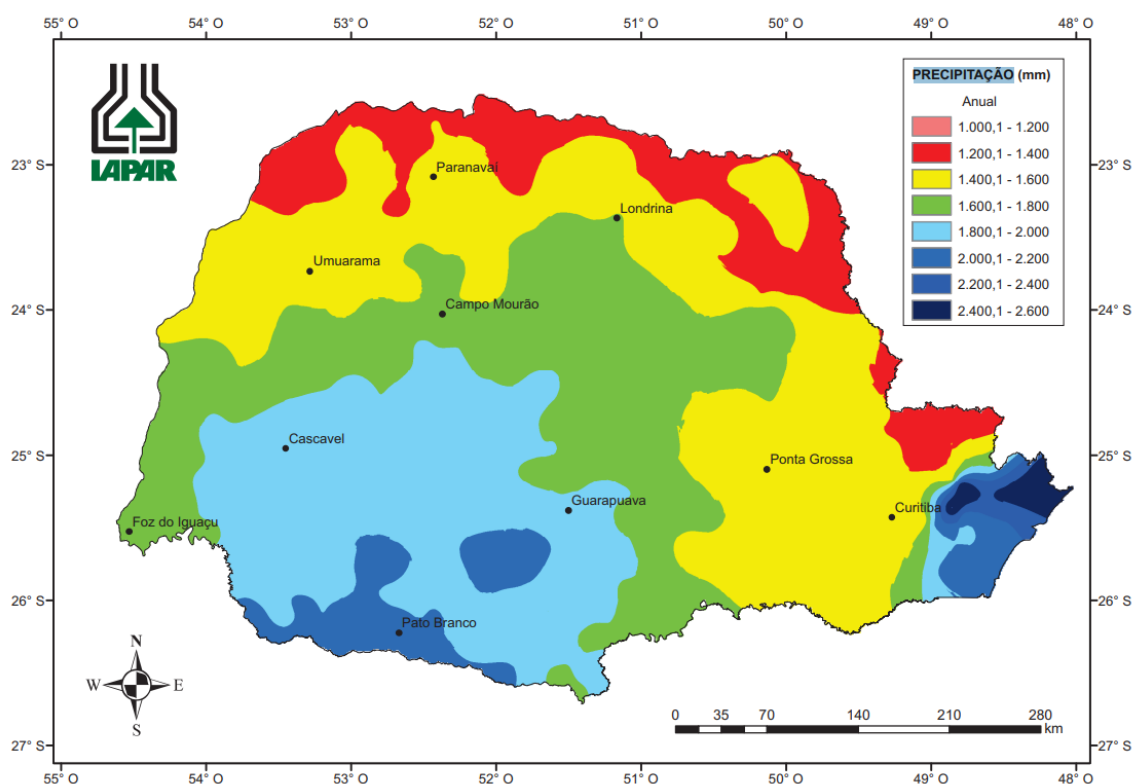 55° O 54° O 53° O 52° O 51° O 50° O 49° O 48° O
IAPAR
PRECIPITAÇÃO (mm)
Anual
1.000,1 - 1.200
1.200,1 - 1.400
1.400,1 - 1.600
1.600,1 - 1.800
1.800,1 - 2.000
2.000,1 - 2.200
2.200,1 - 2.400
2.400,1 - 2.600
23° S 23° S
Paranavaí
Londrina
Umuarama
24° S 24° S
Campo Mourão
Cascavel
25° S 25° S
Ponta Grossa
Guarapuava
Curitiba
Foz do Iguaçu
26° S 26° S
Pato Branco
N
W E
S
0 35 70 140 210 280
km
27° S 27° S
55° O 54° O 53° O 52° O 51° O 50° O 49° O 48° O